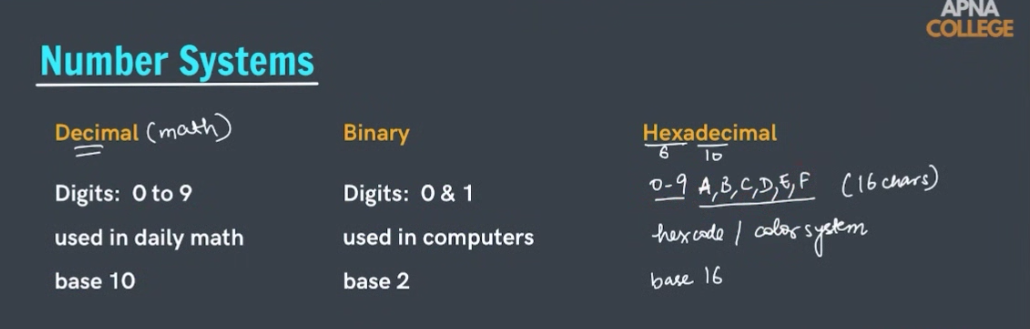 APNA
COLLEGE
Number Systems
Decimal (math)
Digits: 0 to 9
used in daily math
base 10
Binary
Digits: 0 & 1
used in computers
base 2
Hexadecimal
6 10
0-9 A,B,C,D,E,F (16 chars)
hexcode / color system
base 16